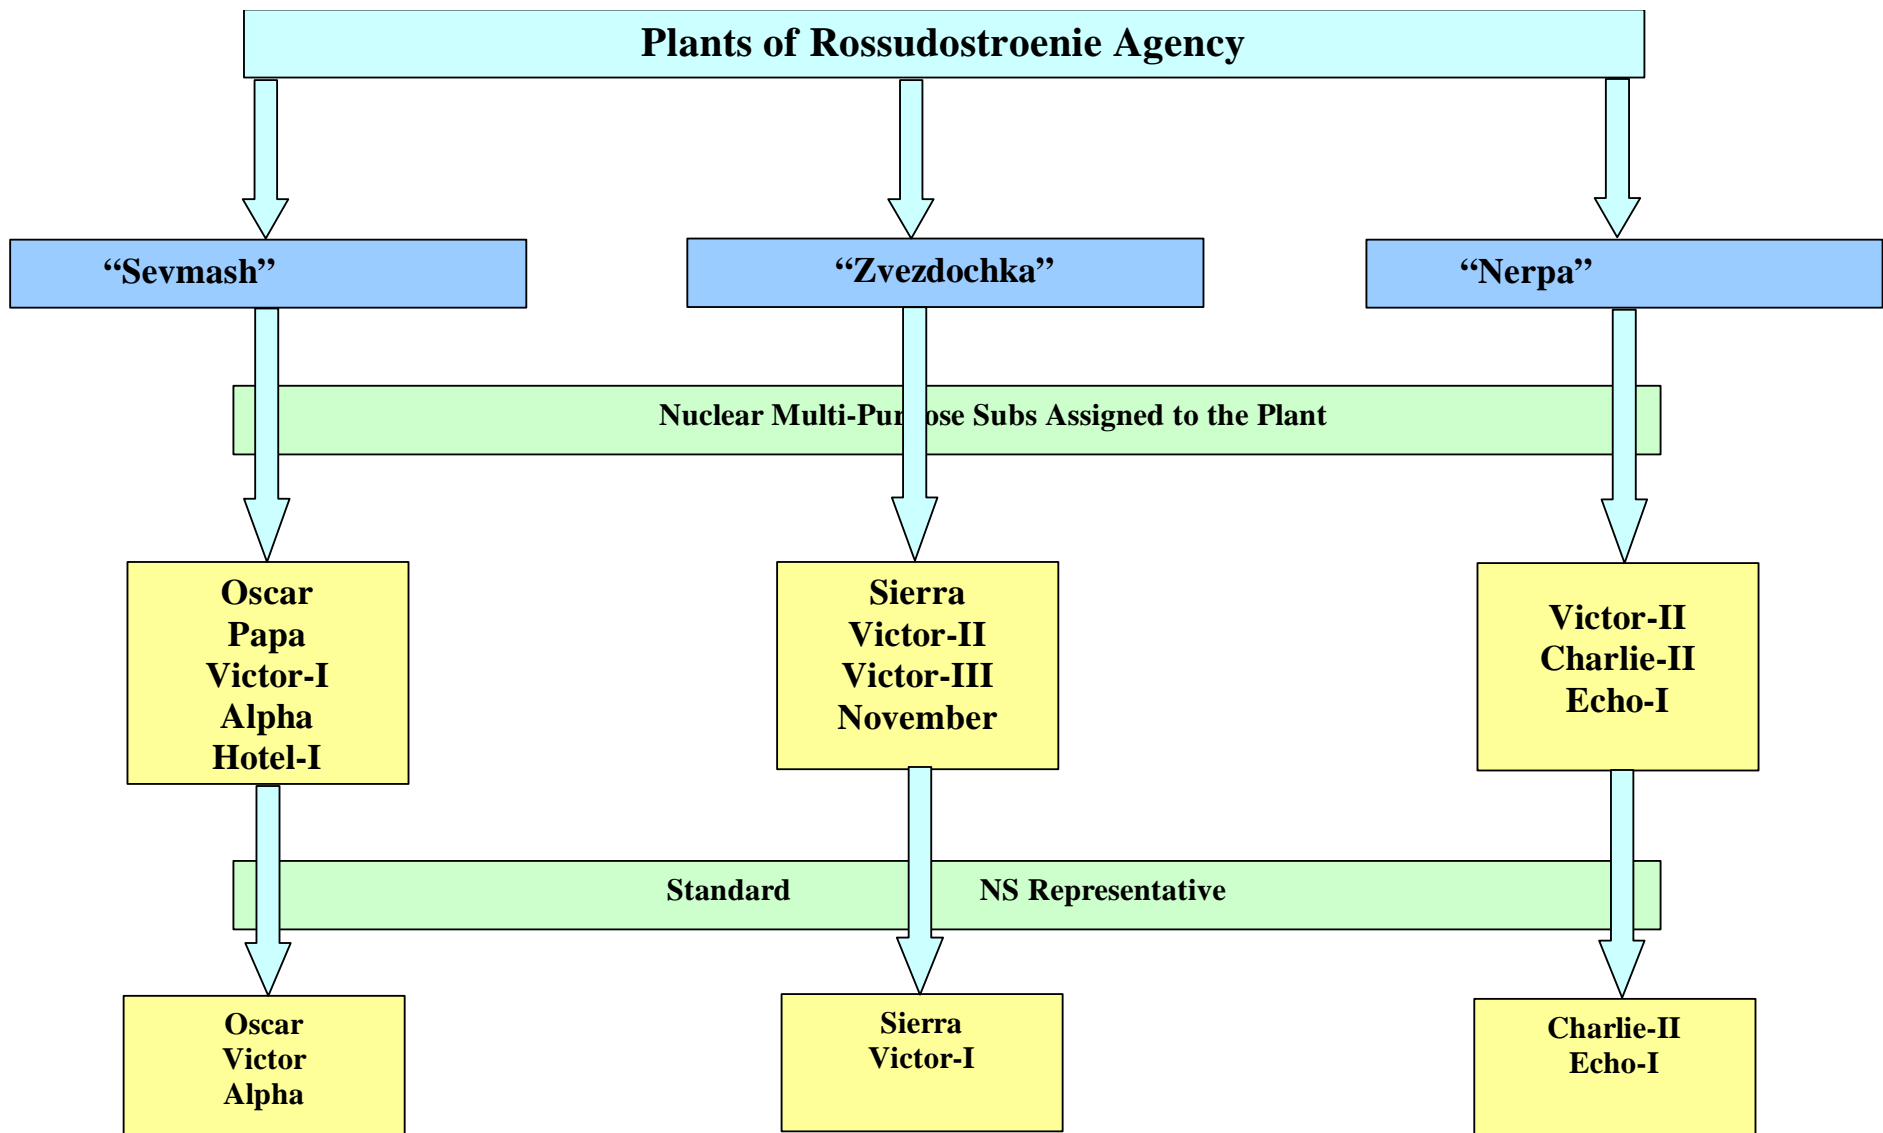 Plants of Rossudostroenie Agency
“Sevmash”
“Zvezdochka”
“Nerpa”
Nuclear Multi-Pur ose Subs Assigned to the Plant
Oscar
Papa
Victor-I
Alpha
Hotel-I
Sierra
Victor-II
Victor-III
November
Victor-II
Charlie-II
Echo-I
Standard NS Representative
Oscar
Victor
Alpha
Sierra
Victor-I
Charlie-II
Echo-I